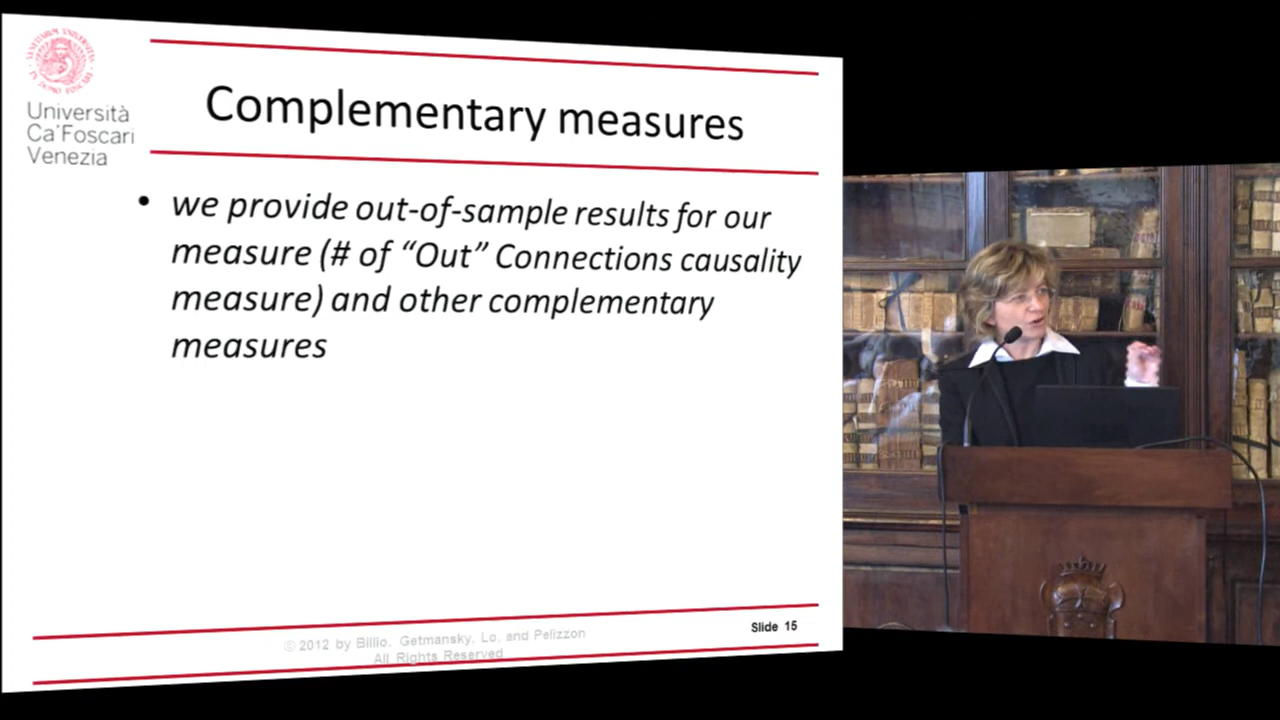 Università
Ca'Foscari
Venezia
Complementary measures
• we provide out-of-sample results for our
measure (# of “Out” Connections causality
measure) and other complementary
measures
© 2012 by Billio, Getmansky, Lo, and Pelizzon
All Rights Reserved
Slide 15